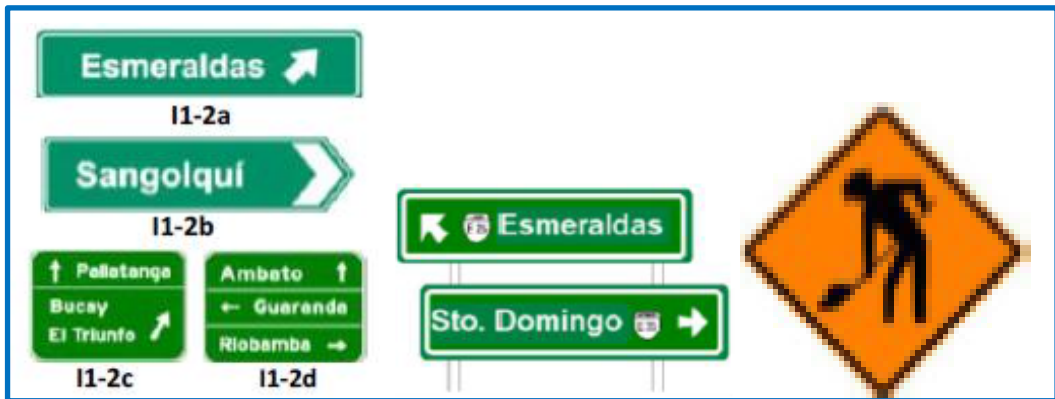 Esmeraldas
I1-2a
Sangolquí
I1-2b
Pallatanga
Bucay
El Triunfo
I1-2c
Ambato
Guaranda
Riobamba
I1-2d
Esmeraldas
Sto. Domingo